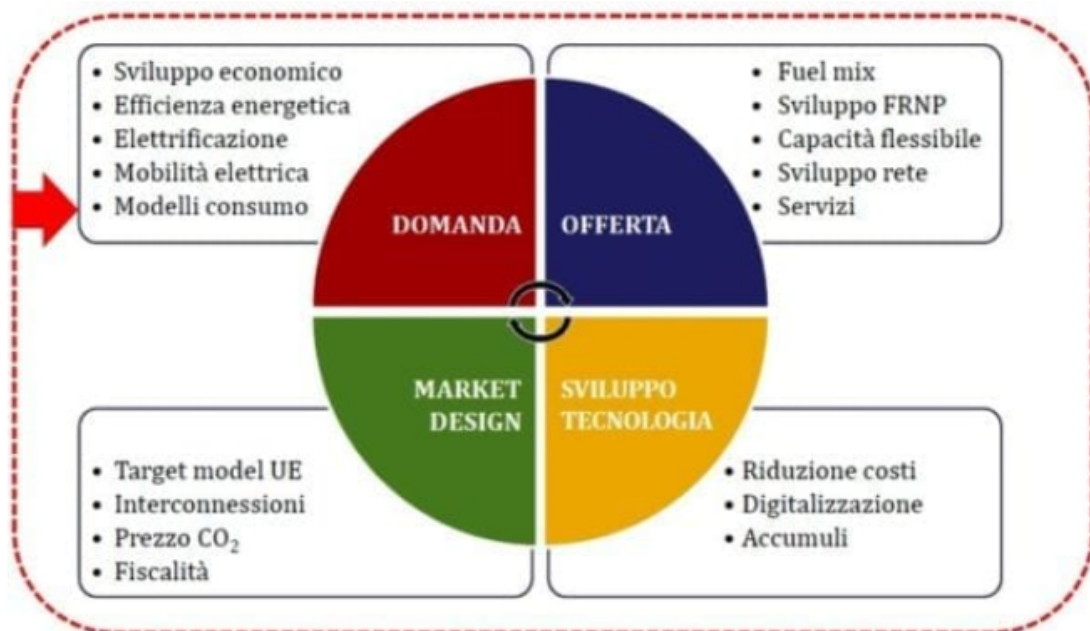 • Sviluppo economico
• Efficienza energetica
• Elettrificazione
• Mobilità elettrica
• Modelli consumo
DOMANDA
OFFERTA
• Fuel mix
• Sviluppo FRNP
• Capacità flessibile
• Sviluppo rete
• Servizi
MARKET
DESIGN
• Target model UE
• Interconnessioni
• Prezzo CO₂
• Fiscalità
SVILUPPO
TECNOLOGIA
• Riduzione costi
• Digitalizzazione
• Accumuli